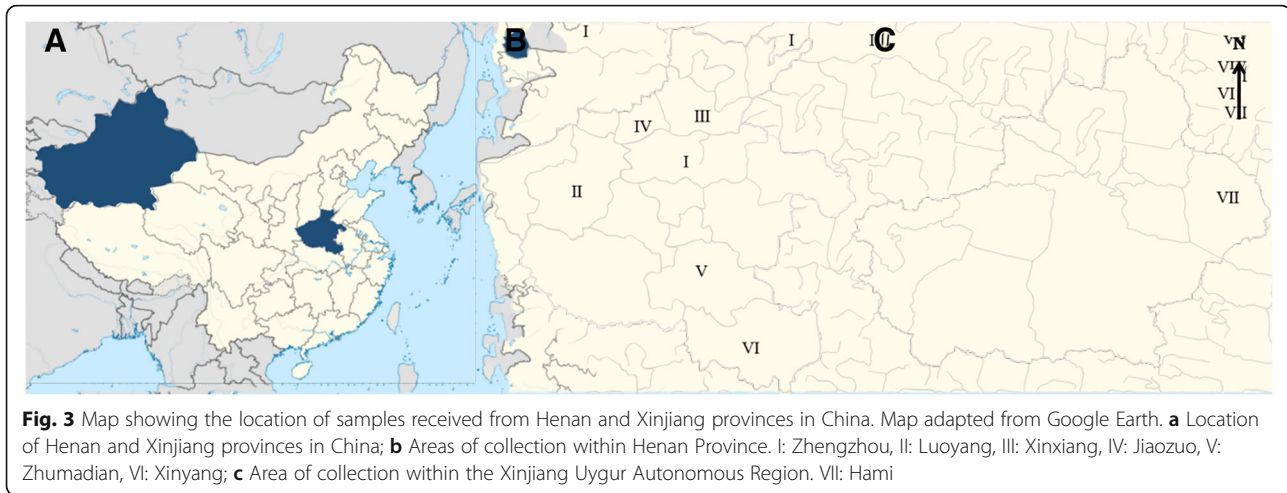 A
B
I
I
C
N
VI
VII
IV
III
I
II
VII
V
VI
Fig. 3 Map showing the location of samples received from Henan and Xinjiang provinces in China. Map adapted from Google Earth. a Location
of Henan and Xinjiang provinces in China; b Areas of collection within Henan Province. I: Zhengzhou, II: Luoyang, III: Xinxiang, IV: Jiaozuo, V:
Zhumadian, VI: Xinyang; c Area of collection within the Xinjiang Uygur Autonomous Region. VII: Hami